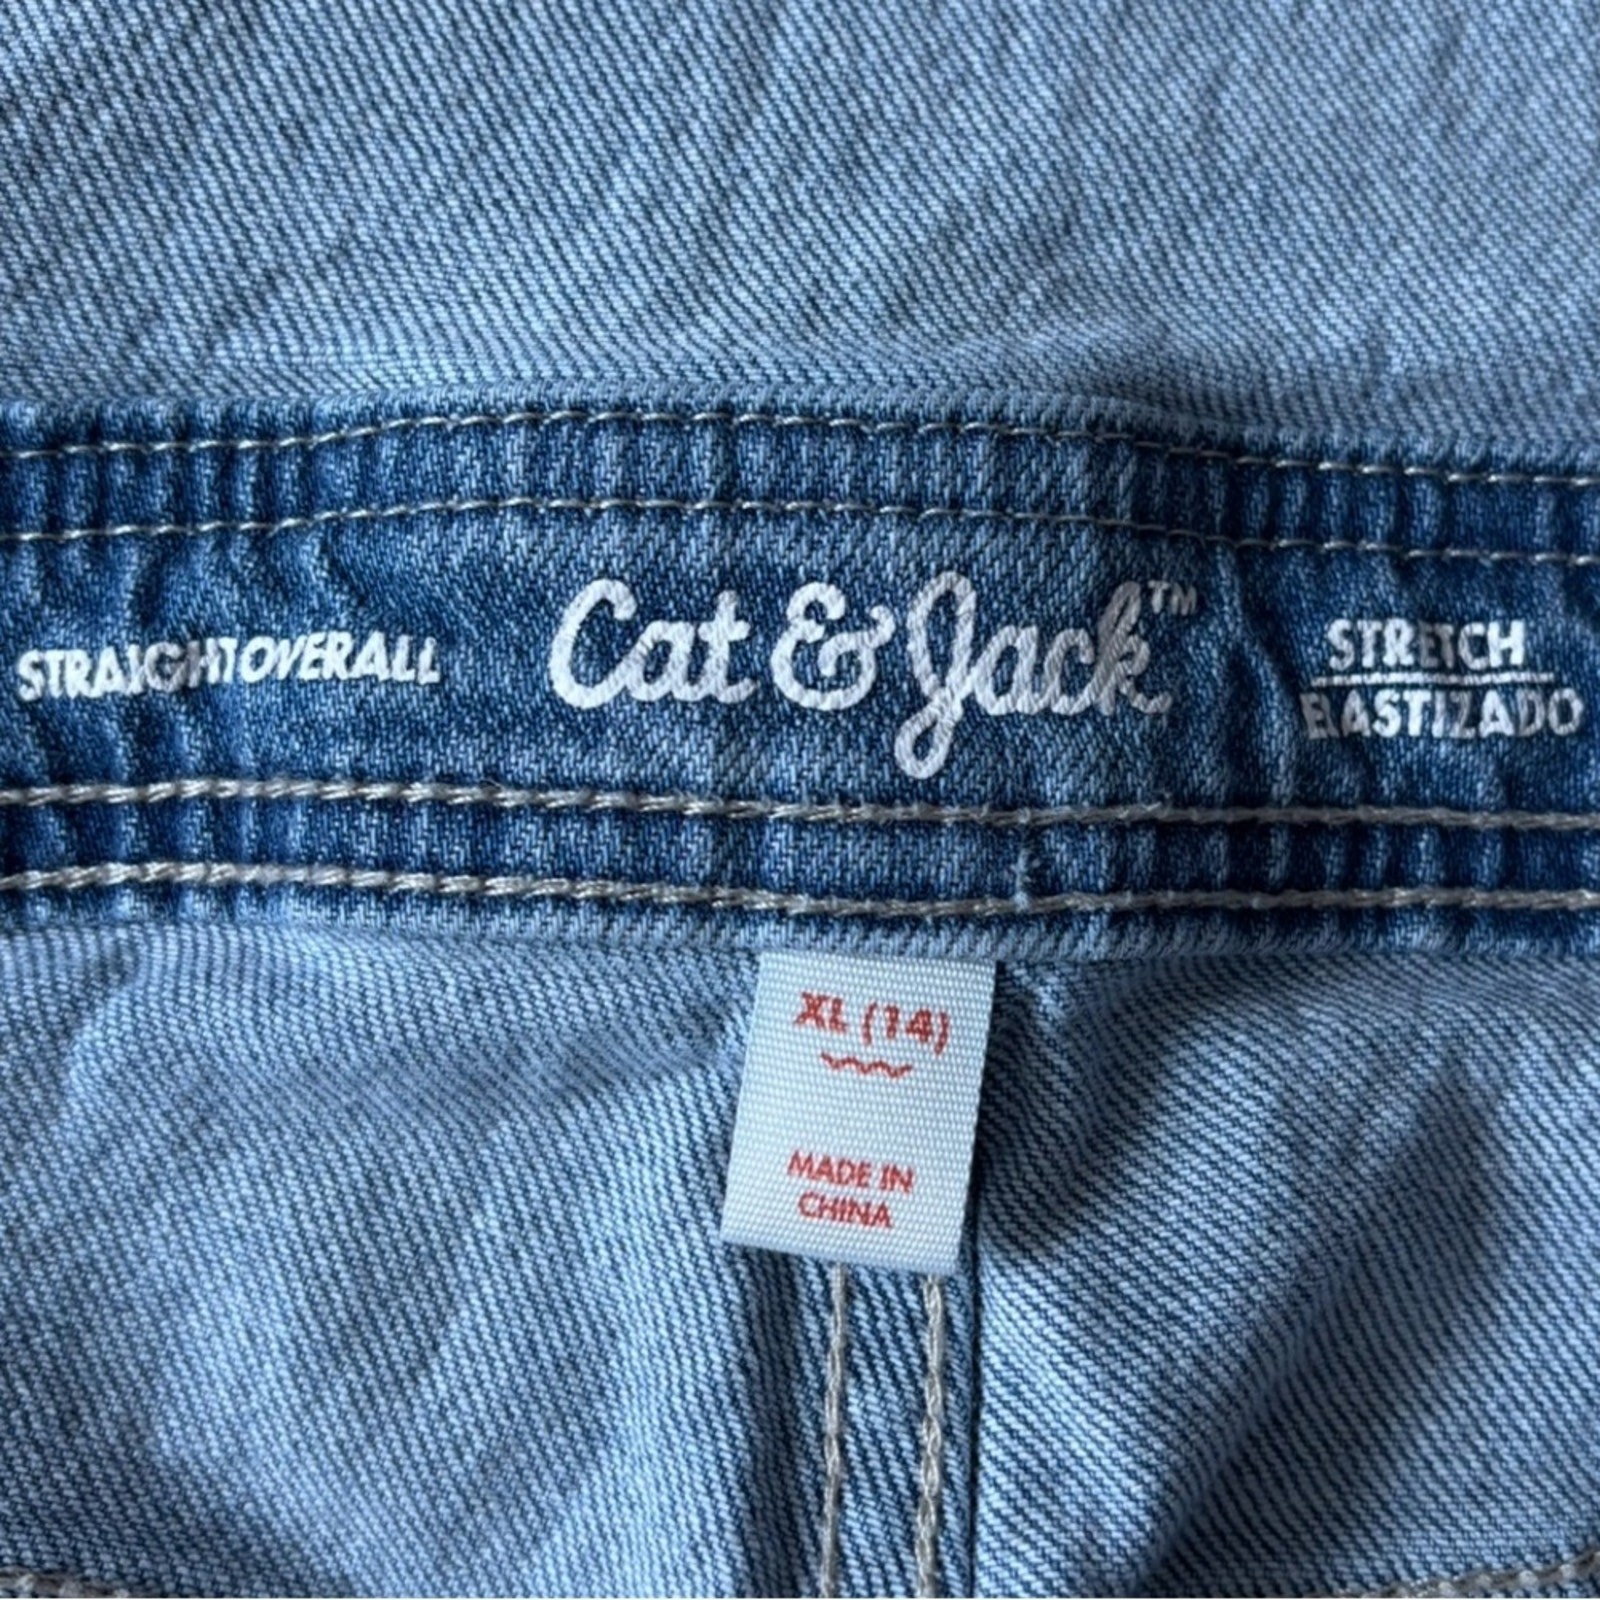 STRAIGHT OVERALL
Cat & Jack™
STRETCH
ELASTIZADO
XL (14)
MADE IN
CHINA